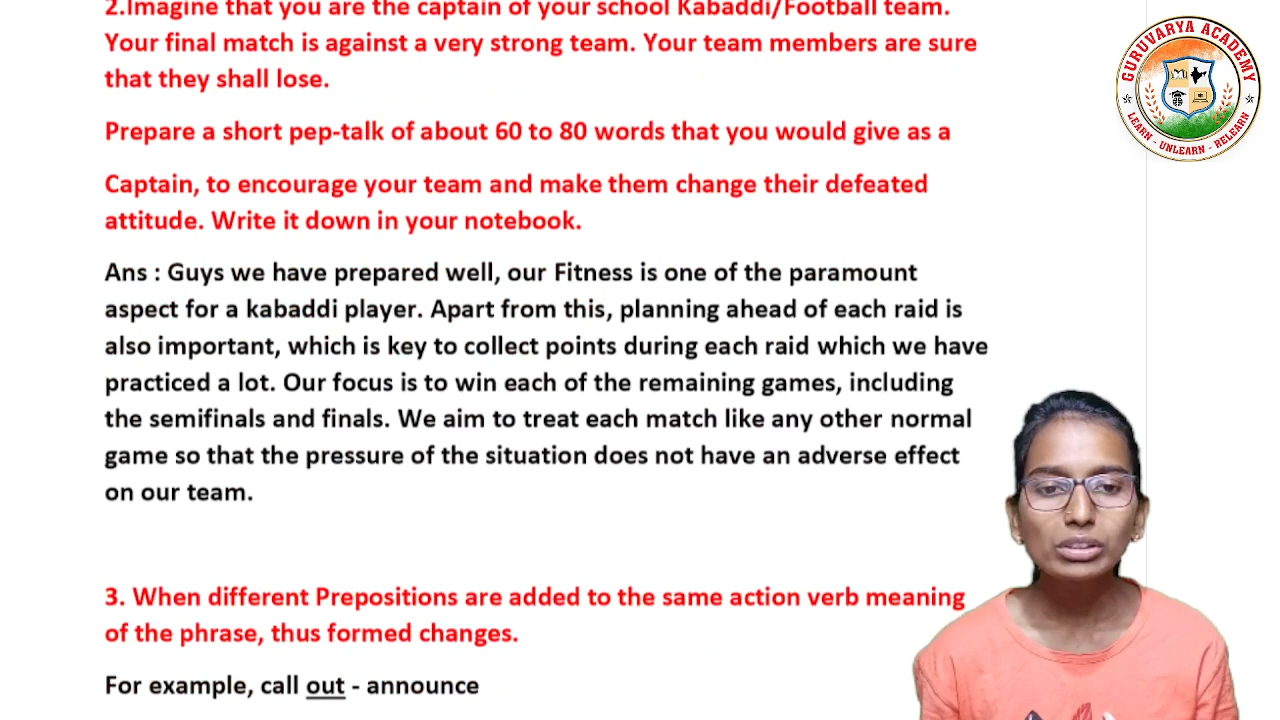 2.Imagine that you are the captain of your school Kabaddi/Football team.
Your final match is against a very strong team. Your team members are sure
that they shall lose.
Prepare a short pep-talk of about 60 to 80 words that you would give as a
Captain, to encourage your team and make them change their defeated
attitude. Write it down in your notebook.
Ans : Guys we have prepared well, our Fitness is one of the paramount
aspect for a kabaddi player. Apart from this, planning ahead of each raid is
also important, which is key to collect points during each raid which we have
practiced a lot. Our focus is to win each of the remaining games, including
the semifinals and finals. We aim to treat each match like any other normal
game so that the pressure of the situation does not have an adverse effect
on our team.
3. When different Prepositions are added to the same action verb meaning
of the phrase, thus formed changes.
For example, call out - announce
GURUVARYA ACADEMY
LEARN - UNLEARN - RELEARN